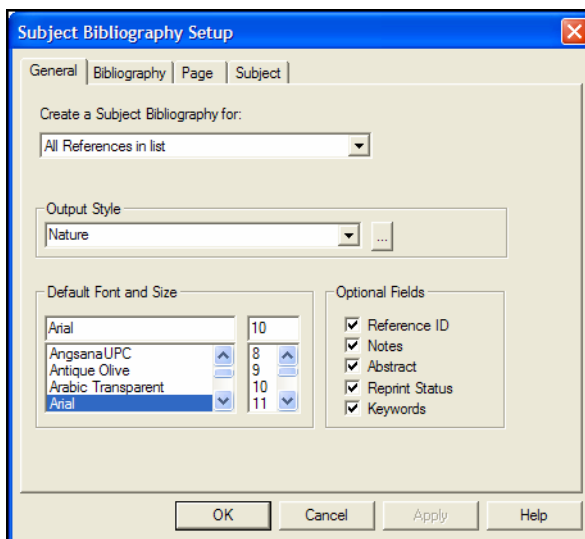 Subject Bibliography Setup
General Bibliography Page Subject
Create a Subject Bibliography for:
All References in list
Output Style
Nature
...
Default Font and Size
Arial
10
AngsanaUPC
Antique Olive
Arabic Transparent
Arial
8
9
10
11
Optional Fields
Reference ID
Notes
Abstract
Reprint Status
Keywords
OK Cancel Apply Help